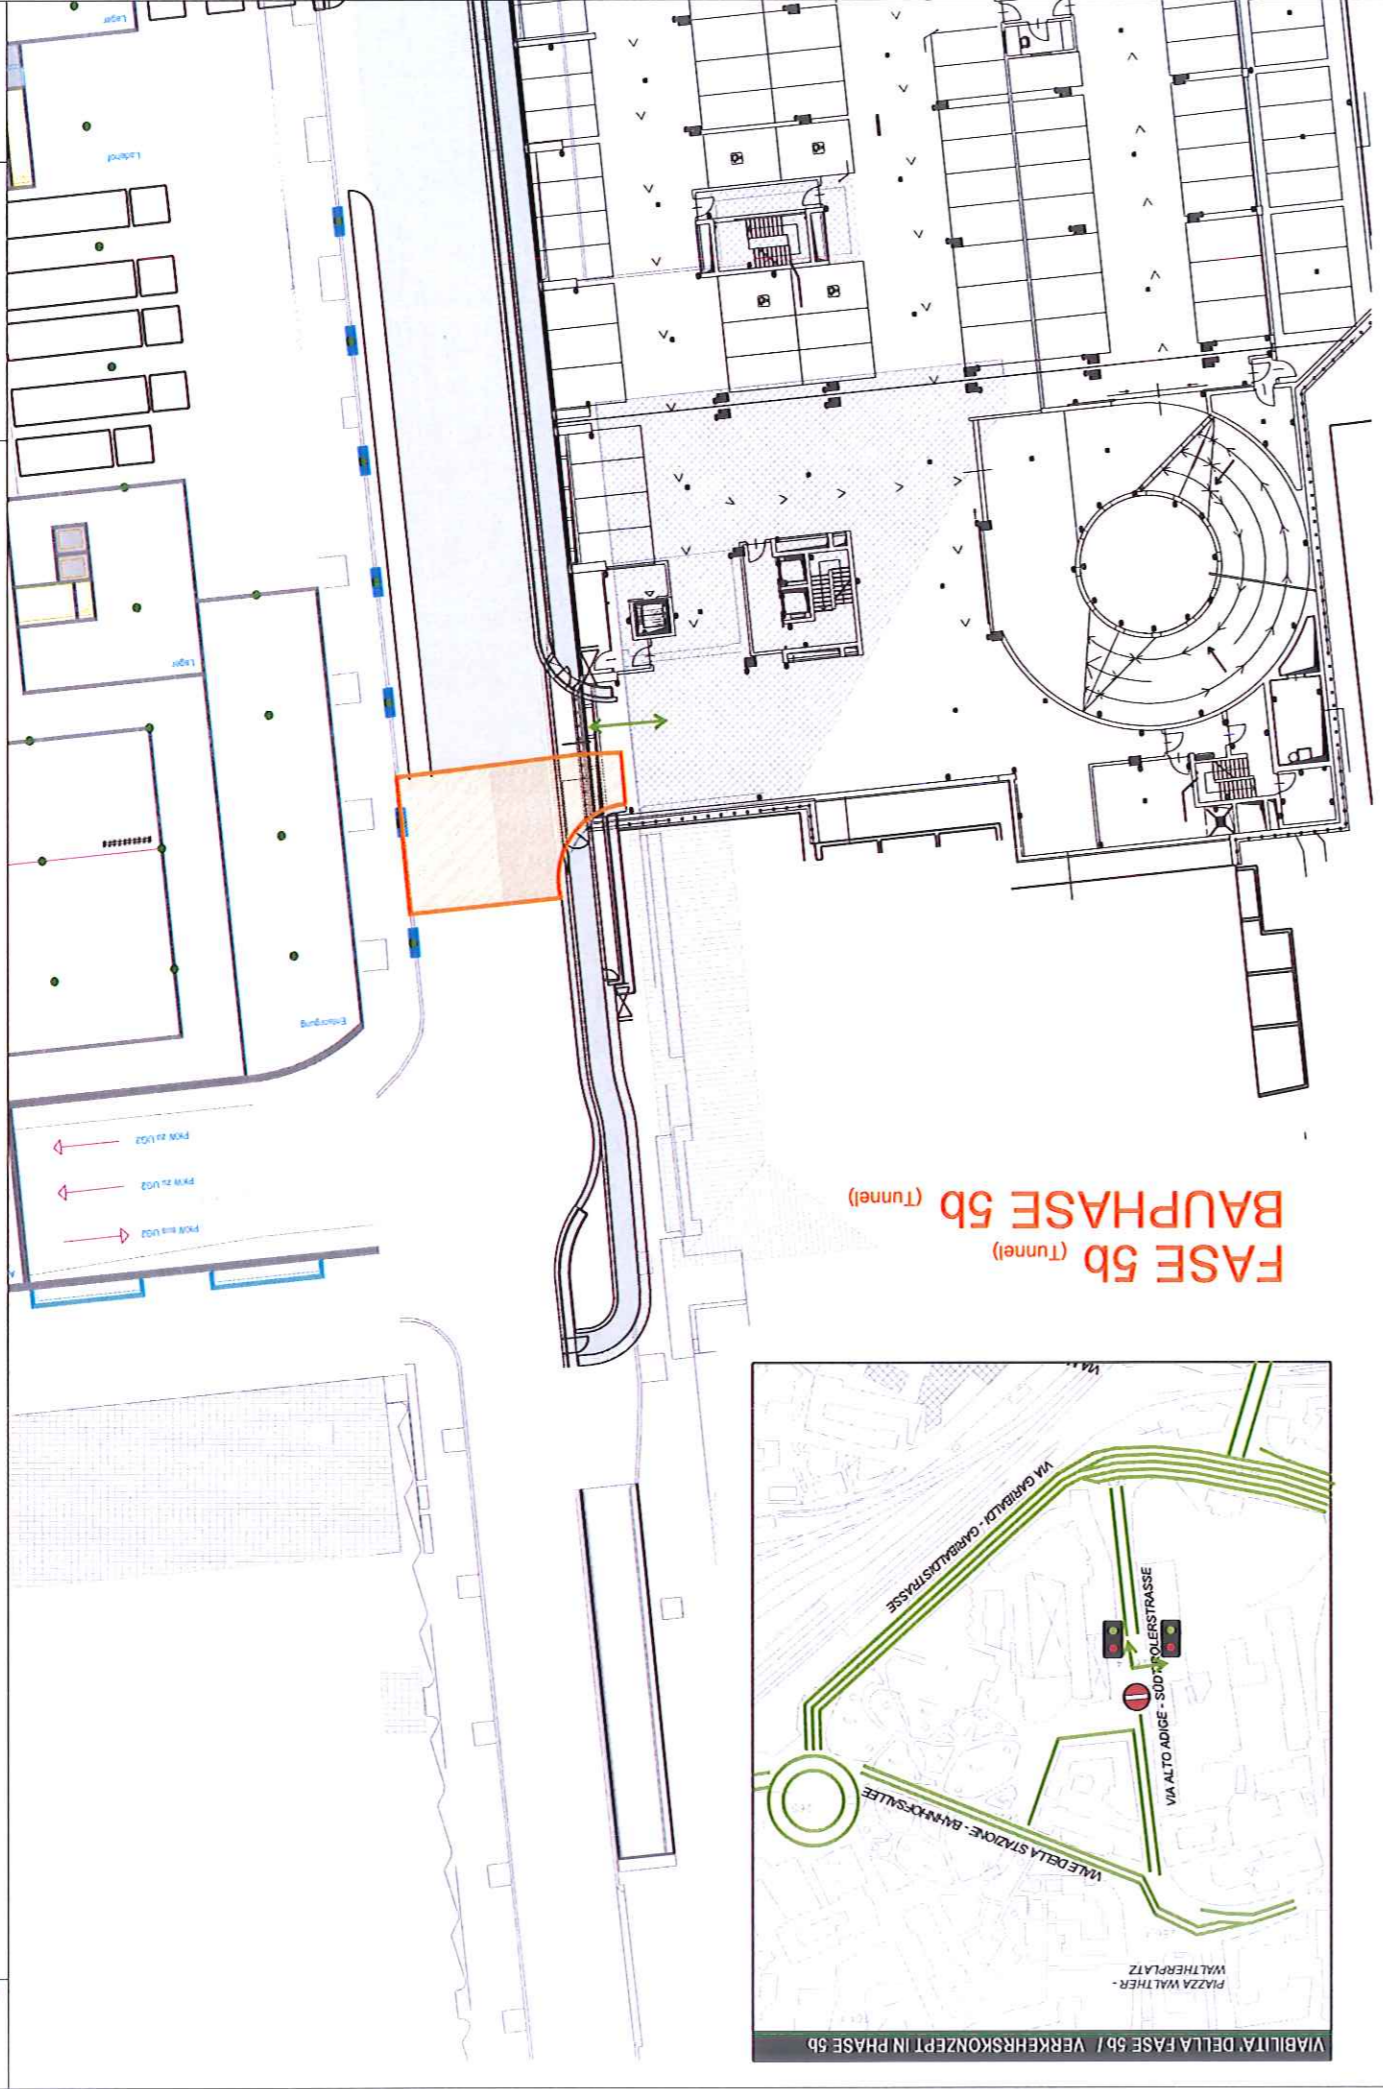 VIABILITA' DELLA FASE 5b / VERKEHRSKONZEPT IN PHASE 5b
PIAZZA WALTHER -
WALTHERPLATZ
VIALE DELLA STAZIONE - BAHNHOFSALLEE
VIA ALTO ADIGE - SÜDTIROLERSTRASSE
VIA GARIBALDI - GARIBALDISTRASSE
FASE 5b (Tunnel)
BAUPHASE 5b (Tunnel)
PKW aus UG2
PKW zu UG2
PKW zu UG2
Entsorgung
Lager
Ladehof
Lager